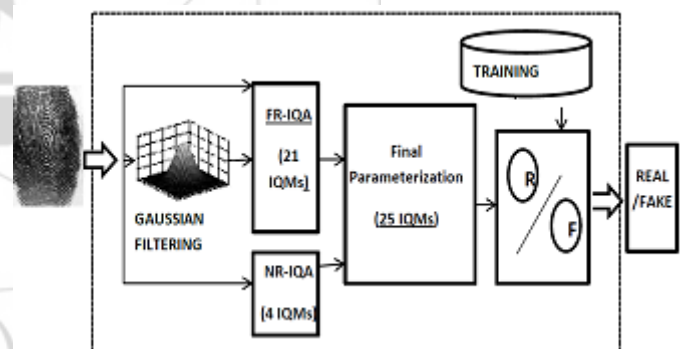 TRAINING
FR-IQA
(21
IQMs]
GAUSSIAN
FILTERING
NR-IQA
[4 IQMs]
Final
Parameterization
(25 IQMs)
R
F
REAL
/FAKE